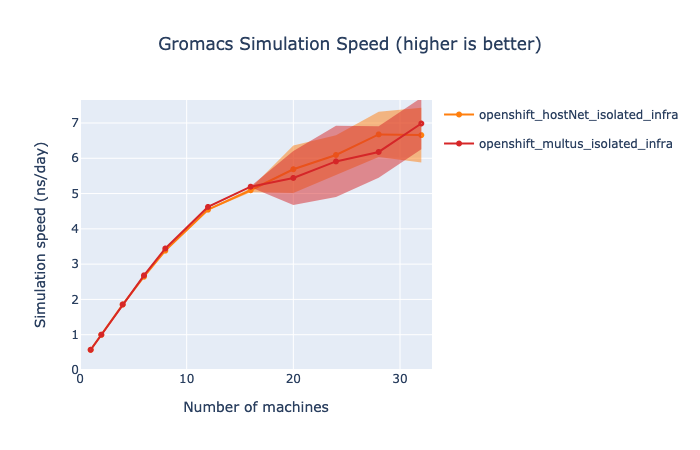 Gromacs Simulation Speed (higher is better)
openshift_hostNet_isolated_infra
openshift_multus_isolated_infra
7
6
5
4
3
2
1
0
0 10 20 30
Simulation speed (ns/day)
Number of machines